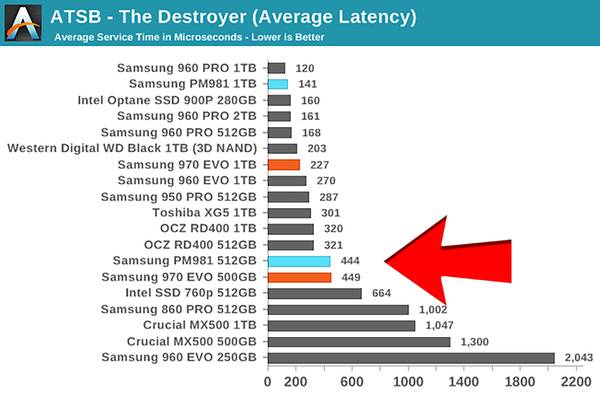 ATSB - The Destroyer (Average Latency)
Average Service Time in Microseconds - Lower is Better
Samsung 960 PRO 1TB 120
Samsung PM981 1TB 141
Intel Optane SSD 900P 280GB 160
Samsung 960 PRO 2TB 161
Samsung 960 PRO 512GB 168
Western Digital WD Black 1TB (3D NAND) 203
Samsung 970 EVO 1TB 227
Samsung 960 EVO 1TB 270
Samsung 950 PRO 512GB 287
Toshiba XG5 1TB 301
OCZ RD400 1TB 320
OCZ RD400 512GB 321
Samsung PM981 512GB 444
Samsung 970 EVO 500GB 449
Intel SSD 760p 512GB 664
Samsung 860 PRO 512GB 1,002
Crucial MX500 1TB 1,047
Crucial MX500 500GB 1,300
Samsung 960 EVO 250GB 2,043
0 200 600 1000 1400 1800 2200